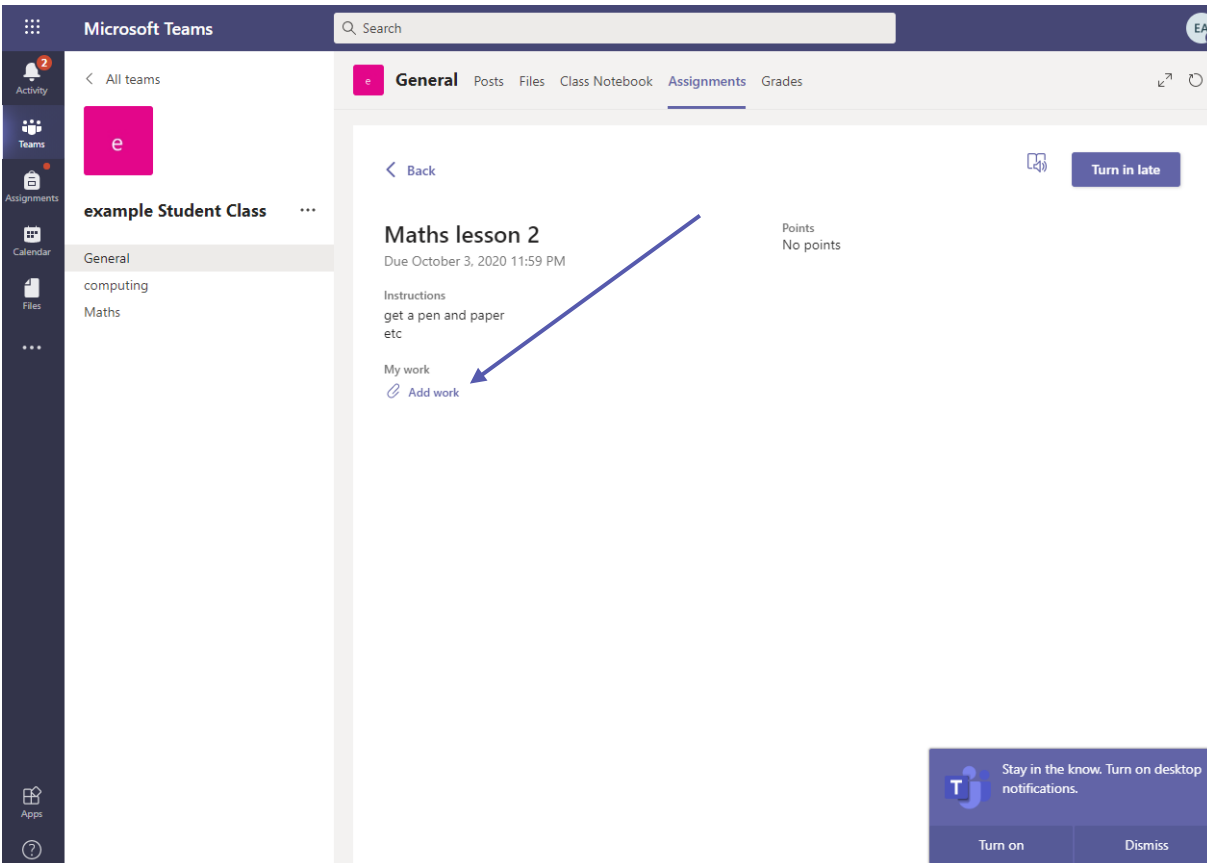 Microsoft Teams
Search
EA
2
Activity
Teams
Assignments
Calendar
Files
Apps
All teams
e
example Student Class
General
computing
Maths
e
General Posts Files Class Notebook Assignments Grades
Back
Turn in late
Maths lesson 2
Due October 3, 2020 11:59 PM
Instructions
get a pen and paper
etc
My work
Add work
Points
No points
T
Stay in the know. Turn on desktop
notifications.
Turn on Dismiss